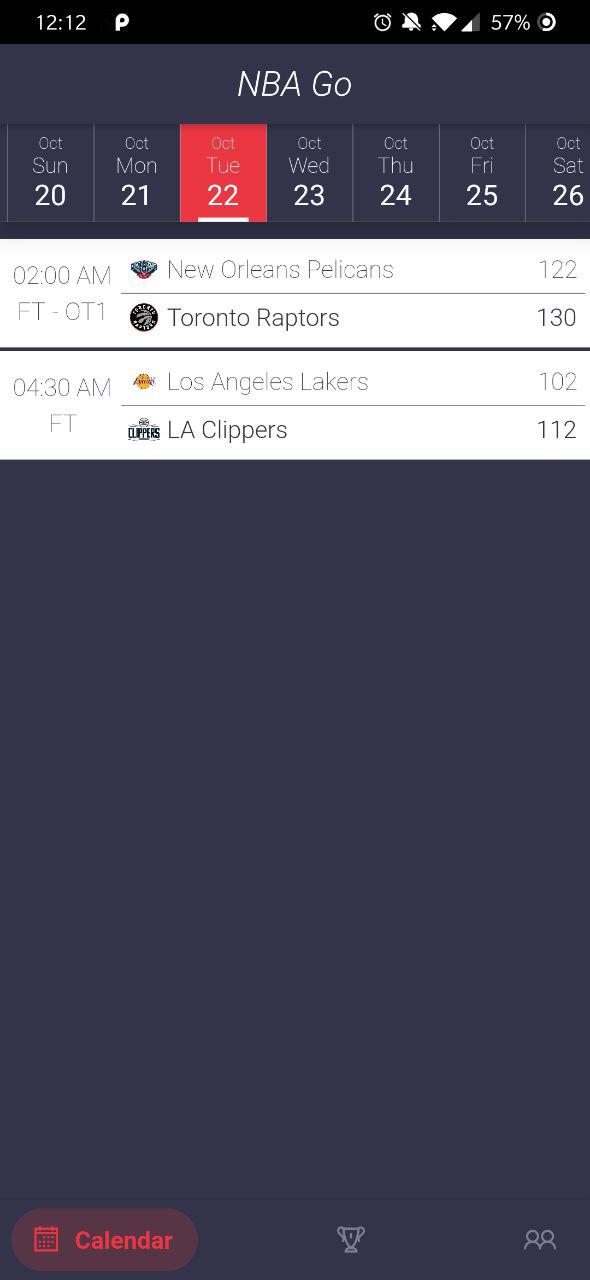 12:12 57%
NBA Go
Oct Oct Oct Oct Oct Oct Oct
Sun Mon Tue Wed Thu Fri Sat
20 21 22 23 24 25 26
02:00 AM
FT - OT1
New Orleans Pelicans 122
Toronto Raptors 130
04:30 AM
FT
Los Angeles Lakers 102
CLIPPERS LA Clippers 112
Calendar